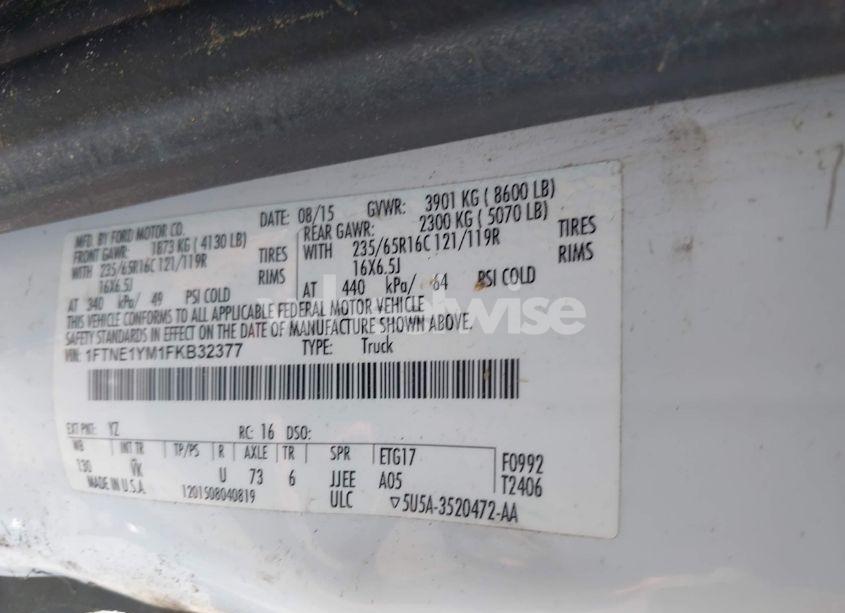 MFD. BY FORD MOTOR CO.
DATE: 08/15 GVWR: 3901 KG ( 8600 LB)
FRONT GAWR: 1873 KG ( 4130 LB)
WITH 235/65R16C 121/119R TIRES
16X6.5J RIMS
AT 340 kPa/ 49 PSI COLD
REAR GAWR: 2300 KG ( 5070 LB)
WITH 235/65R16C 121/119R TIRES
16X6.5J RIMS
AT 440 kPa/ 64 PSI COLD
THIS VEHICLE CONFORMS TO ALL APPLICABLE FEDERAL MOTOR VEHICLE
SAFETY STANDARDS IN EFFECT ON THE DATE OF MANUFACTURE SHOWN ABOVE.
VIN: 1FTNE1YM1FKB32377 TYPE: Truck
EXT PNT: YZ RC: 16 DSO:
WB INT TR TP/PS R AXLE TR SPR ETG17 F0992
130 VK U 73 6 JJEE A05 T2406
MADE IN U.S.A. 1201508040819 ULC ▽5U5A-3520472-AA